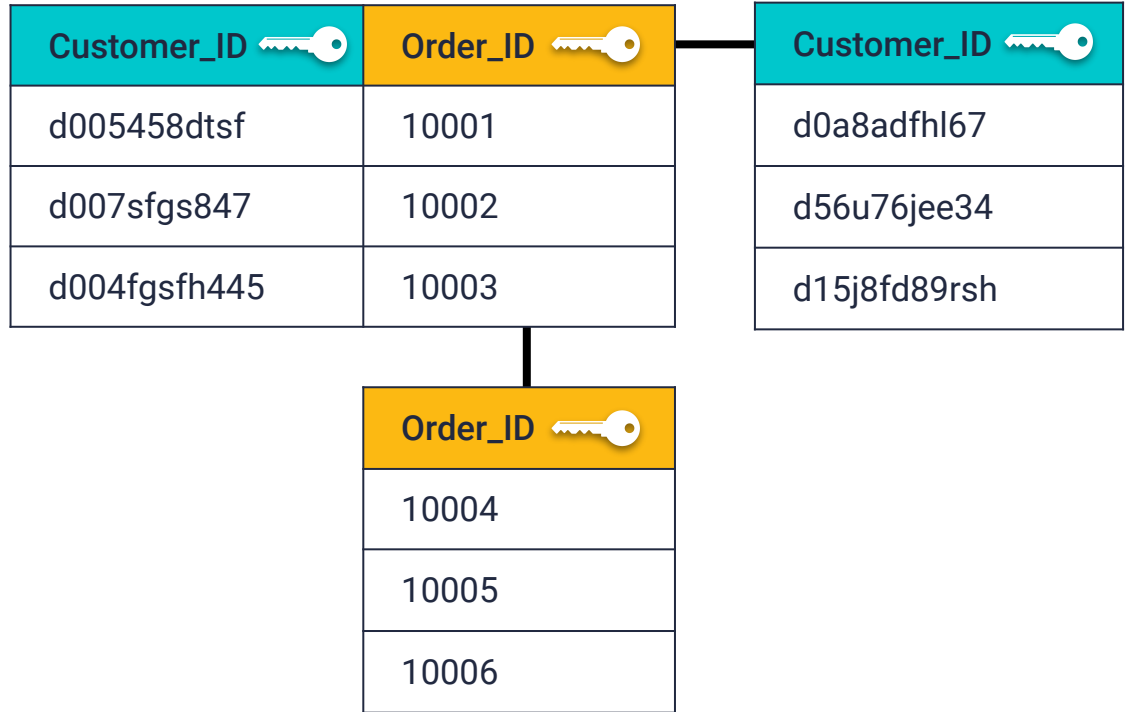 Customer_ID Order_ID Customer_ID
d005458dtsf 10001 d0a8adfhl67
d007sfgs847 10002 d56u76jee34
d004fgsfh445 10003 d15j8fd89rsh
Order_ID
10004
10005
10006